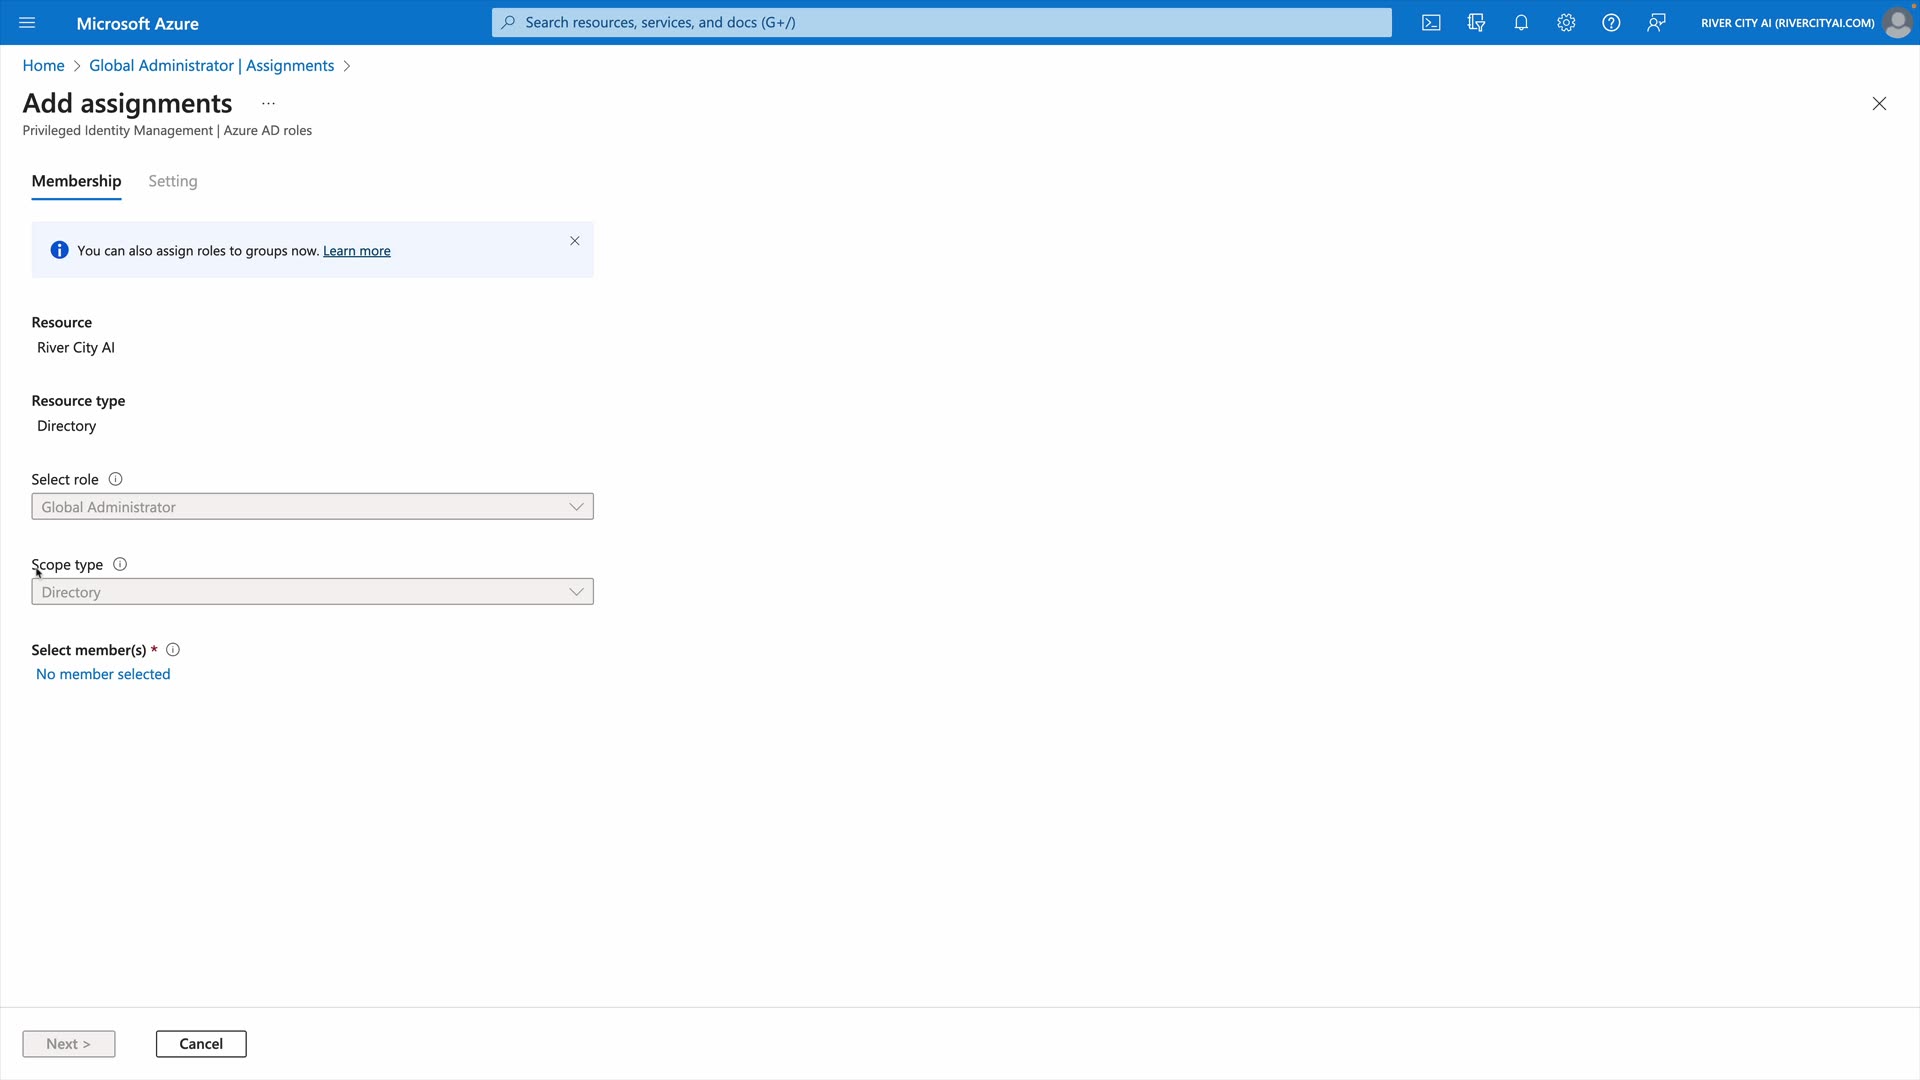 Microsoft Azure
Search resources, services, and docs (G+/)
RIVER CITY AI (RIVERCITYAI.COM)
Home > Global Administrator | Assignments >
Add assignments ...
Privileged Identity Management | Azure AD roles
Membership Setting
You can also assign roles to groups now. Learn more
Resource
River City AI
Resource type
Directory
Select role
Global Administrator
Scope type
Directory
Select member(s) *
No member selected
Next > Cancel